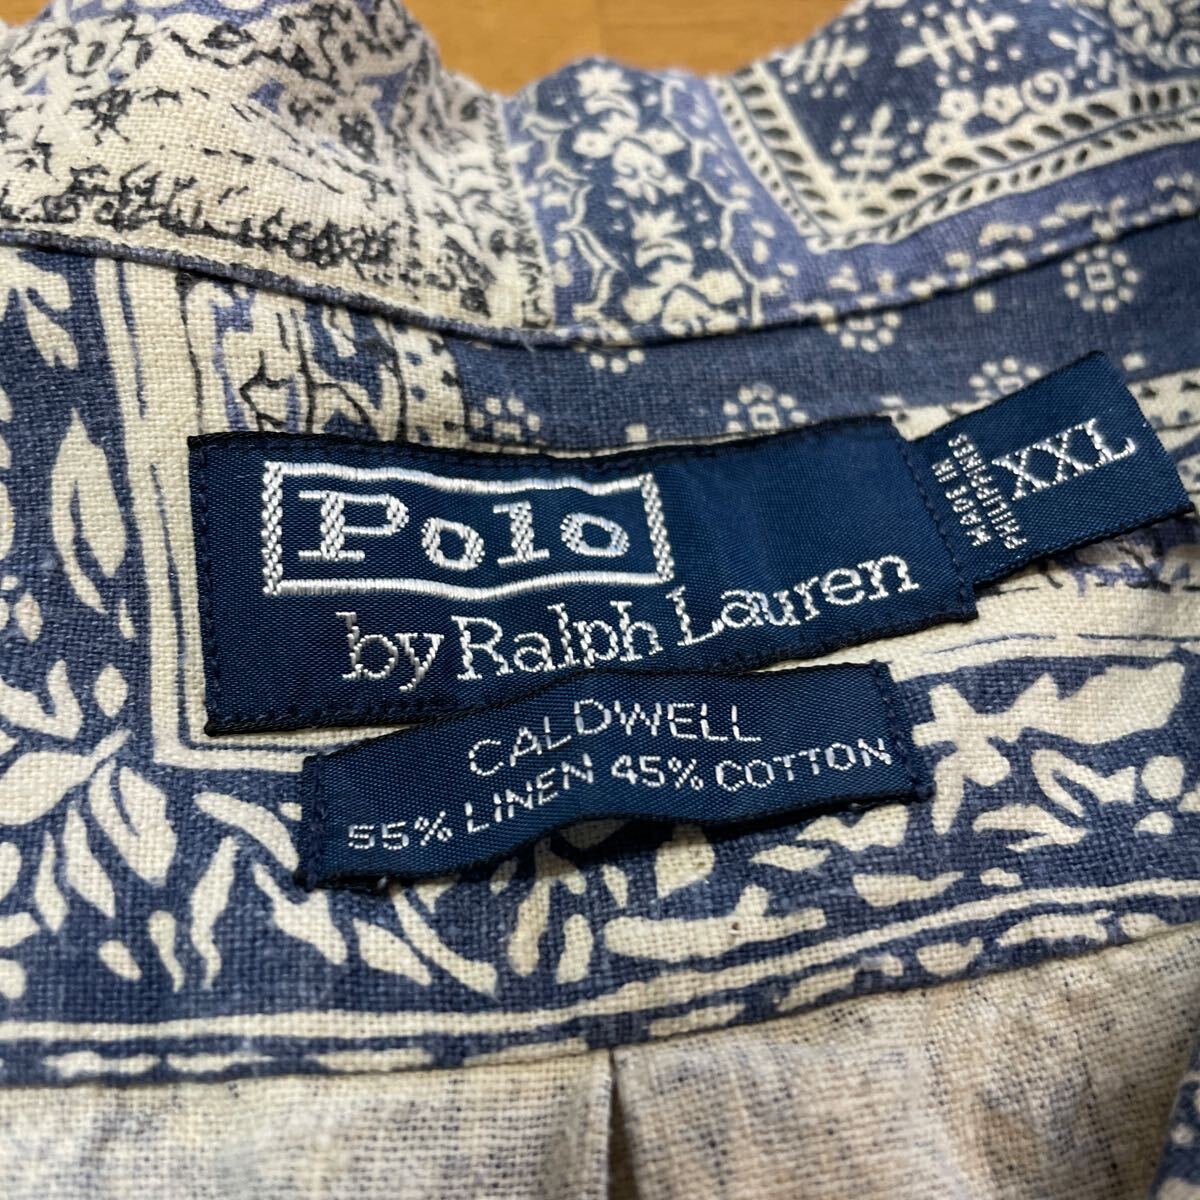 Polo
by Ralph Lauren
XXL
MADE IN
PHILIPPINES
CALDWELL
55% LINEN 45% COTTON